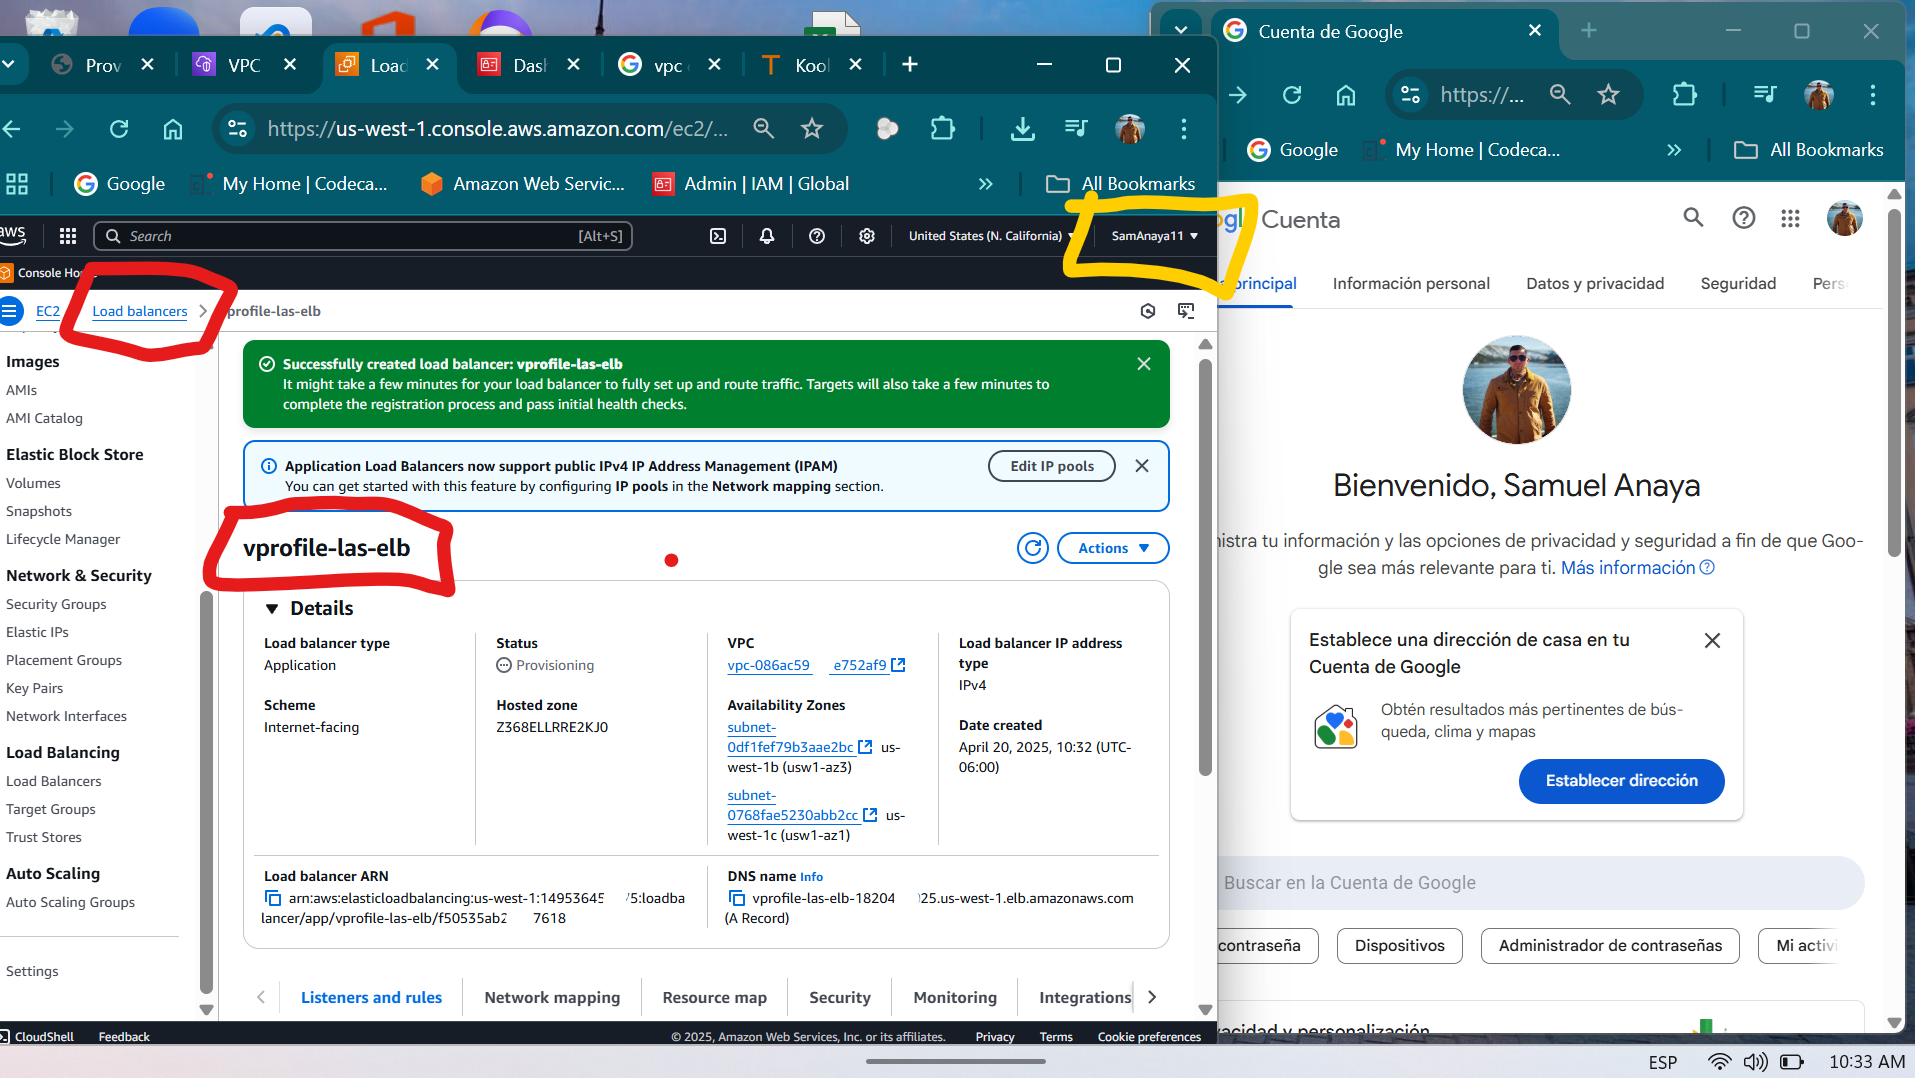 Prov
VPC
Load
Dash
vpc
Kool
https://us-west-1.console.aws.amazon.com/ec2/...
Google
My Home | Codeca...
Amazon Web Servic...
Admin | IAM | Global
All Bookmarks
aws
Search
[Alt+S]
United States (N. California)
SamAnaya11
Console Ho
EC2
Load balancers
profile-las-elb
Images
AMIs
AMI Catalog
Elastic Block Store
Volumes
Snapshots
Lifecycle Manager
Network & Security
Security Groups
Elastic IPs
Placement Groups
Key Pairs
Network Interfaces
Load Balancing
Load Balancers
Target Groups
Trust Stores
Auto Scaling
Auto Scaling Groups
Settings
Successfully created load balancer: vprofile-las-elb
It might take a few minutes for your load balancer to fully set up and route traffic. Targets will also take a few minutes to
complete the registration process and pass initial health checks.
Application Load Balancers now support public IPv4 IP Address Management (IPAM)
You can get started with this feature by configuring IP pools in the Network mapping section.
Edit IP pools
vprofile-las-elb
Actions
Details
Load balancer type
Application
Status
Provisioning
VPC
vpc-086ac59 e752af9
Load balancer IP address
type
IPv4
Scheme
Internet-facing
Hosted zone
Z368ELLRRE2KJ0
Availability Zones
subnet-
0df1fef79b3aae2bc us-
west-1b (usw1-az3)
subnet-
0768fae5230abb2cc us-
west-1c (usw1-az1)
Date created
April 20, 2025, 10:32 (UTC-
06:00)
Load balancer ARN
arn:aws:elasticloadbalancing:us-west-1:14953645 /5:loadba
lancer/app/vprofile-las-elb/f50535ab2 7618
DNS name Info
vprofile-las-elb-18204 25.us-west-1.elb.amazonaws.com
(A Record)
Listeners and rules
Network mapping
Resource map
Security
Monitoring
Integrations
CloudShell
Feedback
© 2025, Amazon Web Services, Inc. or its affiliates.
Privacy
Terms
Cookie preferences
Cuenta de Google
https://...
Google
My Home | Codeca...
All Bookmarks
ogl Cuenta
principal
Información personal
Datos y privacidad
Seguridad
Pers
Bienvenido, Samuel Anaya
nistra tu información y las opciones de privacidad y seguridad a fin de que Goo-
gle sea más relevante para ti. Más información
Establece una dirección de casa en tu
Cuenta de Google
Obtén resultados más pertinentes de bús-
queda, clima y mapas
Establecer dirección
Buscar en la Cuenta de Google
contraseña
Dispositivos
Administrador de contraseñas
Mi activi
vacidad y personalización
ESP
10:33 AM